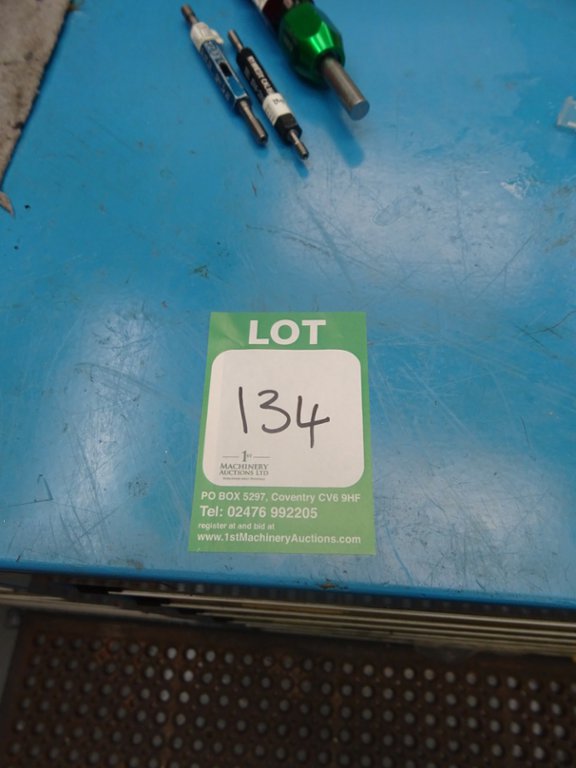 LOT
134
1ST
MACHINERY
AUCTIONS LTD
PO BOX 5297, Coventry CV6 9HF
Tel: 02476 992205
register at and bid at
www.1stMachineryAuctions.com